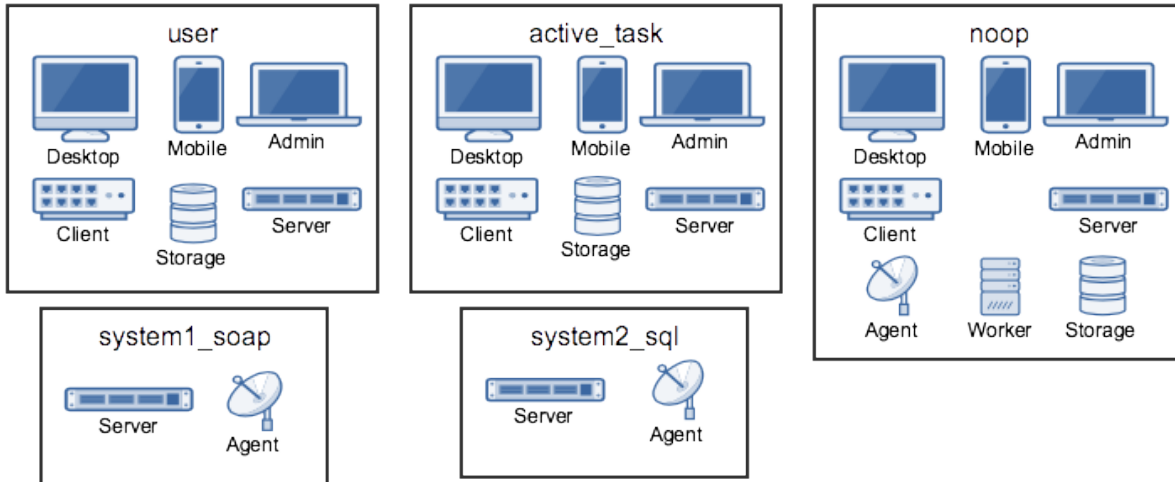 user
Desktop
Mobile
Admin
Client
Storage
Server
active_task
Desktop
Mobile
Admin
Client
Storage
Server
noop
Desktop
Mobile
Admin
Client
Server
Agent
Worker
Storage
system1_soap
Server
Agent
system2_sql
Server
Agent